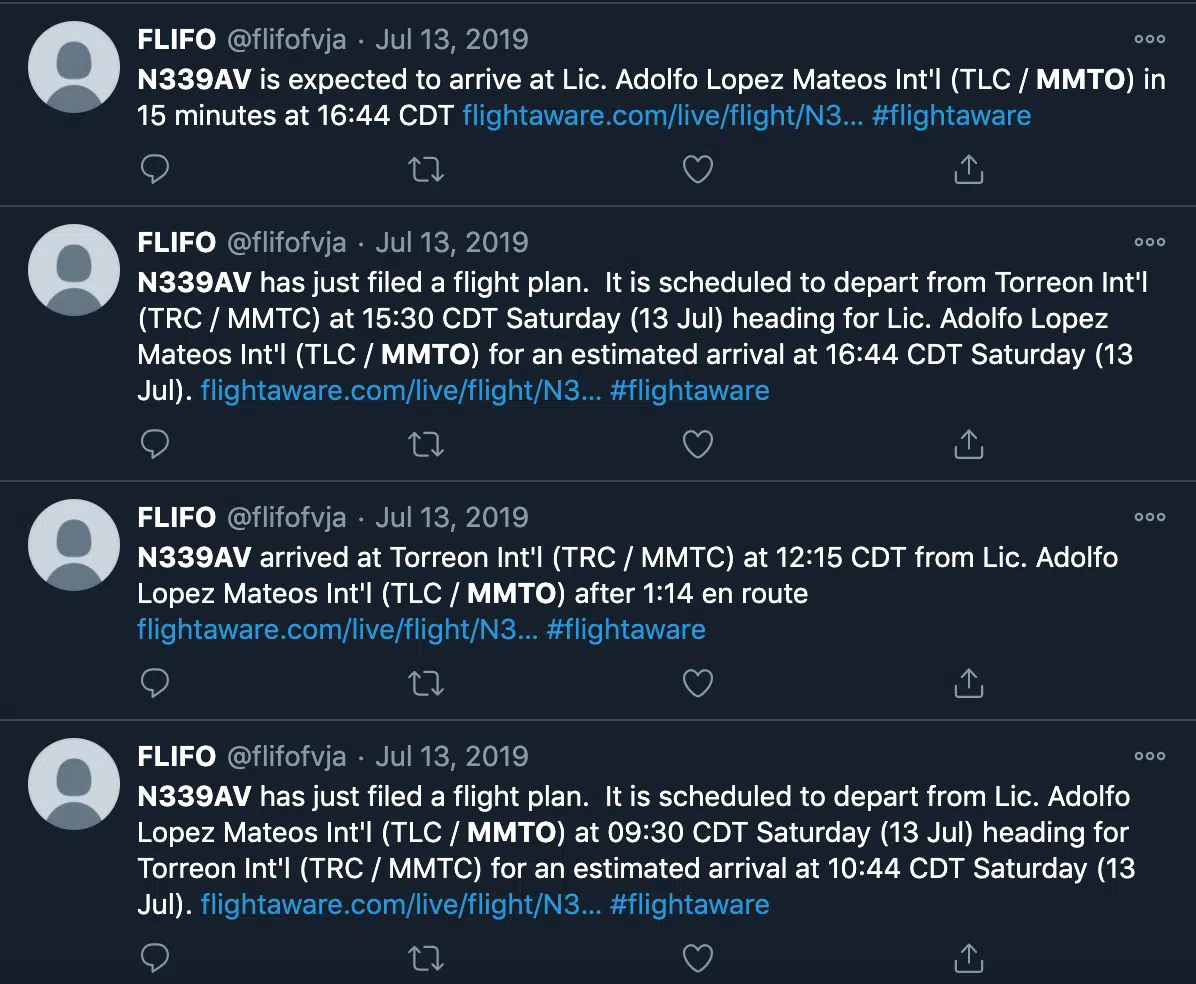 FLIFO @flifofvja · Jul 13, 2019
N339AV is expected to arrive at Lic. Adolfo Lopez Mateos Int'l (TLC / MMTO) in
15 minutes at 16:44 CDT flightaware.com/live/flight/N3… #flightaware
FLIFO @flifofvja · Jul 13, 2019
N339AV has just filed a flight plan.  It is scheduled to depart from Torreon Int'l
(TRC / MMTC) at 15:30 CDT Saturday (13 Jul) heading for Lic. Adolfo Lopez
Mateos Int'l (TLC / MMTO) for an estimated arrival at 16:44 CDT Saturday (13
Jul). flightaware.com/live/flight/N3… #flightaware
FLIFO @flifofvja · Jul 13, 2019
N339AV arrived at Torreon Int'l (TRC / MMTC) at 12:15 CDT from Lic. Adolfo
Lopez Mateos Int'l (TLC / MMTO) after 1:14 en route
flightaware.com/live/flight/N3… #flightaware
FLIFO @flifofvja · Jul 13, 2019
N339AV has just filed a flight plan.  It is scheduled to depart from Lic. Adolfo
Lopez Mateos Int'l (TLC / MMTO) at 09:30 CDT Saturday (13 Jul) heading for
Torreon Int'l (TRC / MMTC) for an estimated arrival at 10:44 CDT Saturday (13
Jul). flightaware.com/live/flight/N3… #flightaware